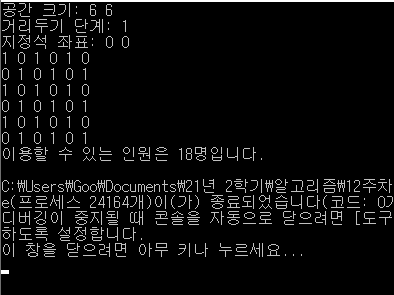 공간 크기: 6 6
거리두기 단계: 1
지정석 좌표: 0 0
1 0 1 0 1 0
0 1 0 1 0 1
1 0 1 0 1 0
0 1 0 1 0 1
1 0 1 0 1 0
0 1 0 1 0 1
이용할 수 있는 인원은 18명입니다.
C:₩Users₩Goo₩Documents₩21년 2학기₩알고리즘₩12주차
e(프로세스 24164개)이(가) 종료되었습니다(코드: 0개
디버깅이 중지될 때 콘솔을 자동으로 닫으려면 [도구
하도록 설정합니다.
이 창을 닫으려면 아무 키나 누르세요...